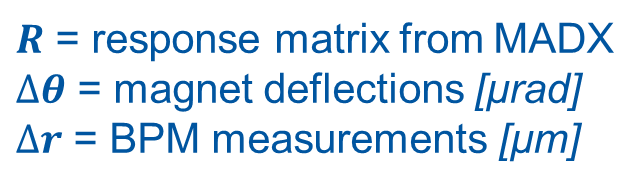 R = response matrix from MADX
Δθ = magnet deflections [μrad]
Δr = BPM measurements [μm]